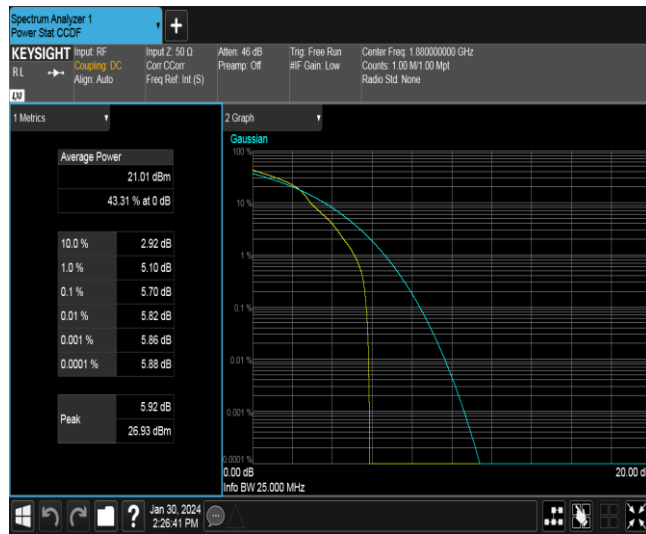 Spectrum Analyzer 1
Power Stat CCDF
+
KEYSIGHT
RL
LXI
Input: RF
Coupling: DC
Align: Auto
Input Z: 50 Ω
Corr CCorr
Freq Ref: Int (S)
Atten: 46 dB
Preamp: Off
Trig: Free Run
#IF Gain: Low
Center Freq: 1.880000000 GHz
Counts: 1.00 M/1.00 Mpt
Radio Std: None
1 Metrics
Average Power
21.01 dBm
43.31 % at 0 dB
10.0 % 2.92 dB
1.0 % 5.10 dB
0.1 % 5.70 dB
0.01 % 5.82 dB
0.001 % 5.86 dB
0.0001 % 5.88 dB
Peak
5.92 dB
26.93 dBm
2 Graph
Gaussian
100 %
10 %
1 %
0.1 %
0.01 %
0.001 %
0.0001 %
0.00 dB
20.00 d
Info BW 25.000 MHz
?
Jan 30, 2024
2:26:41 PM